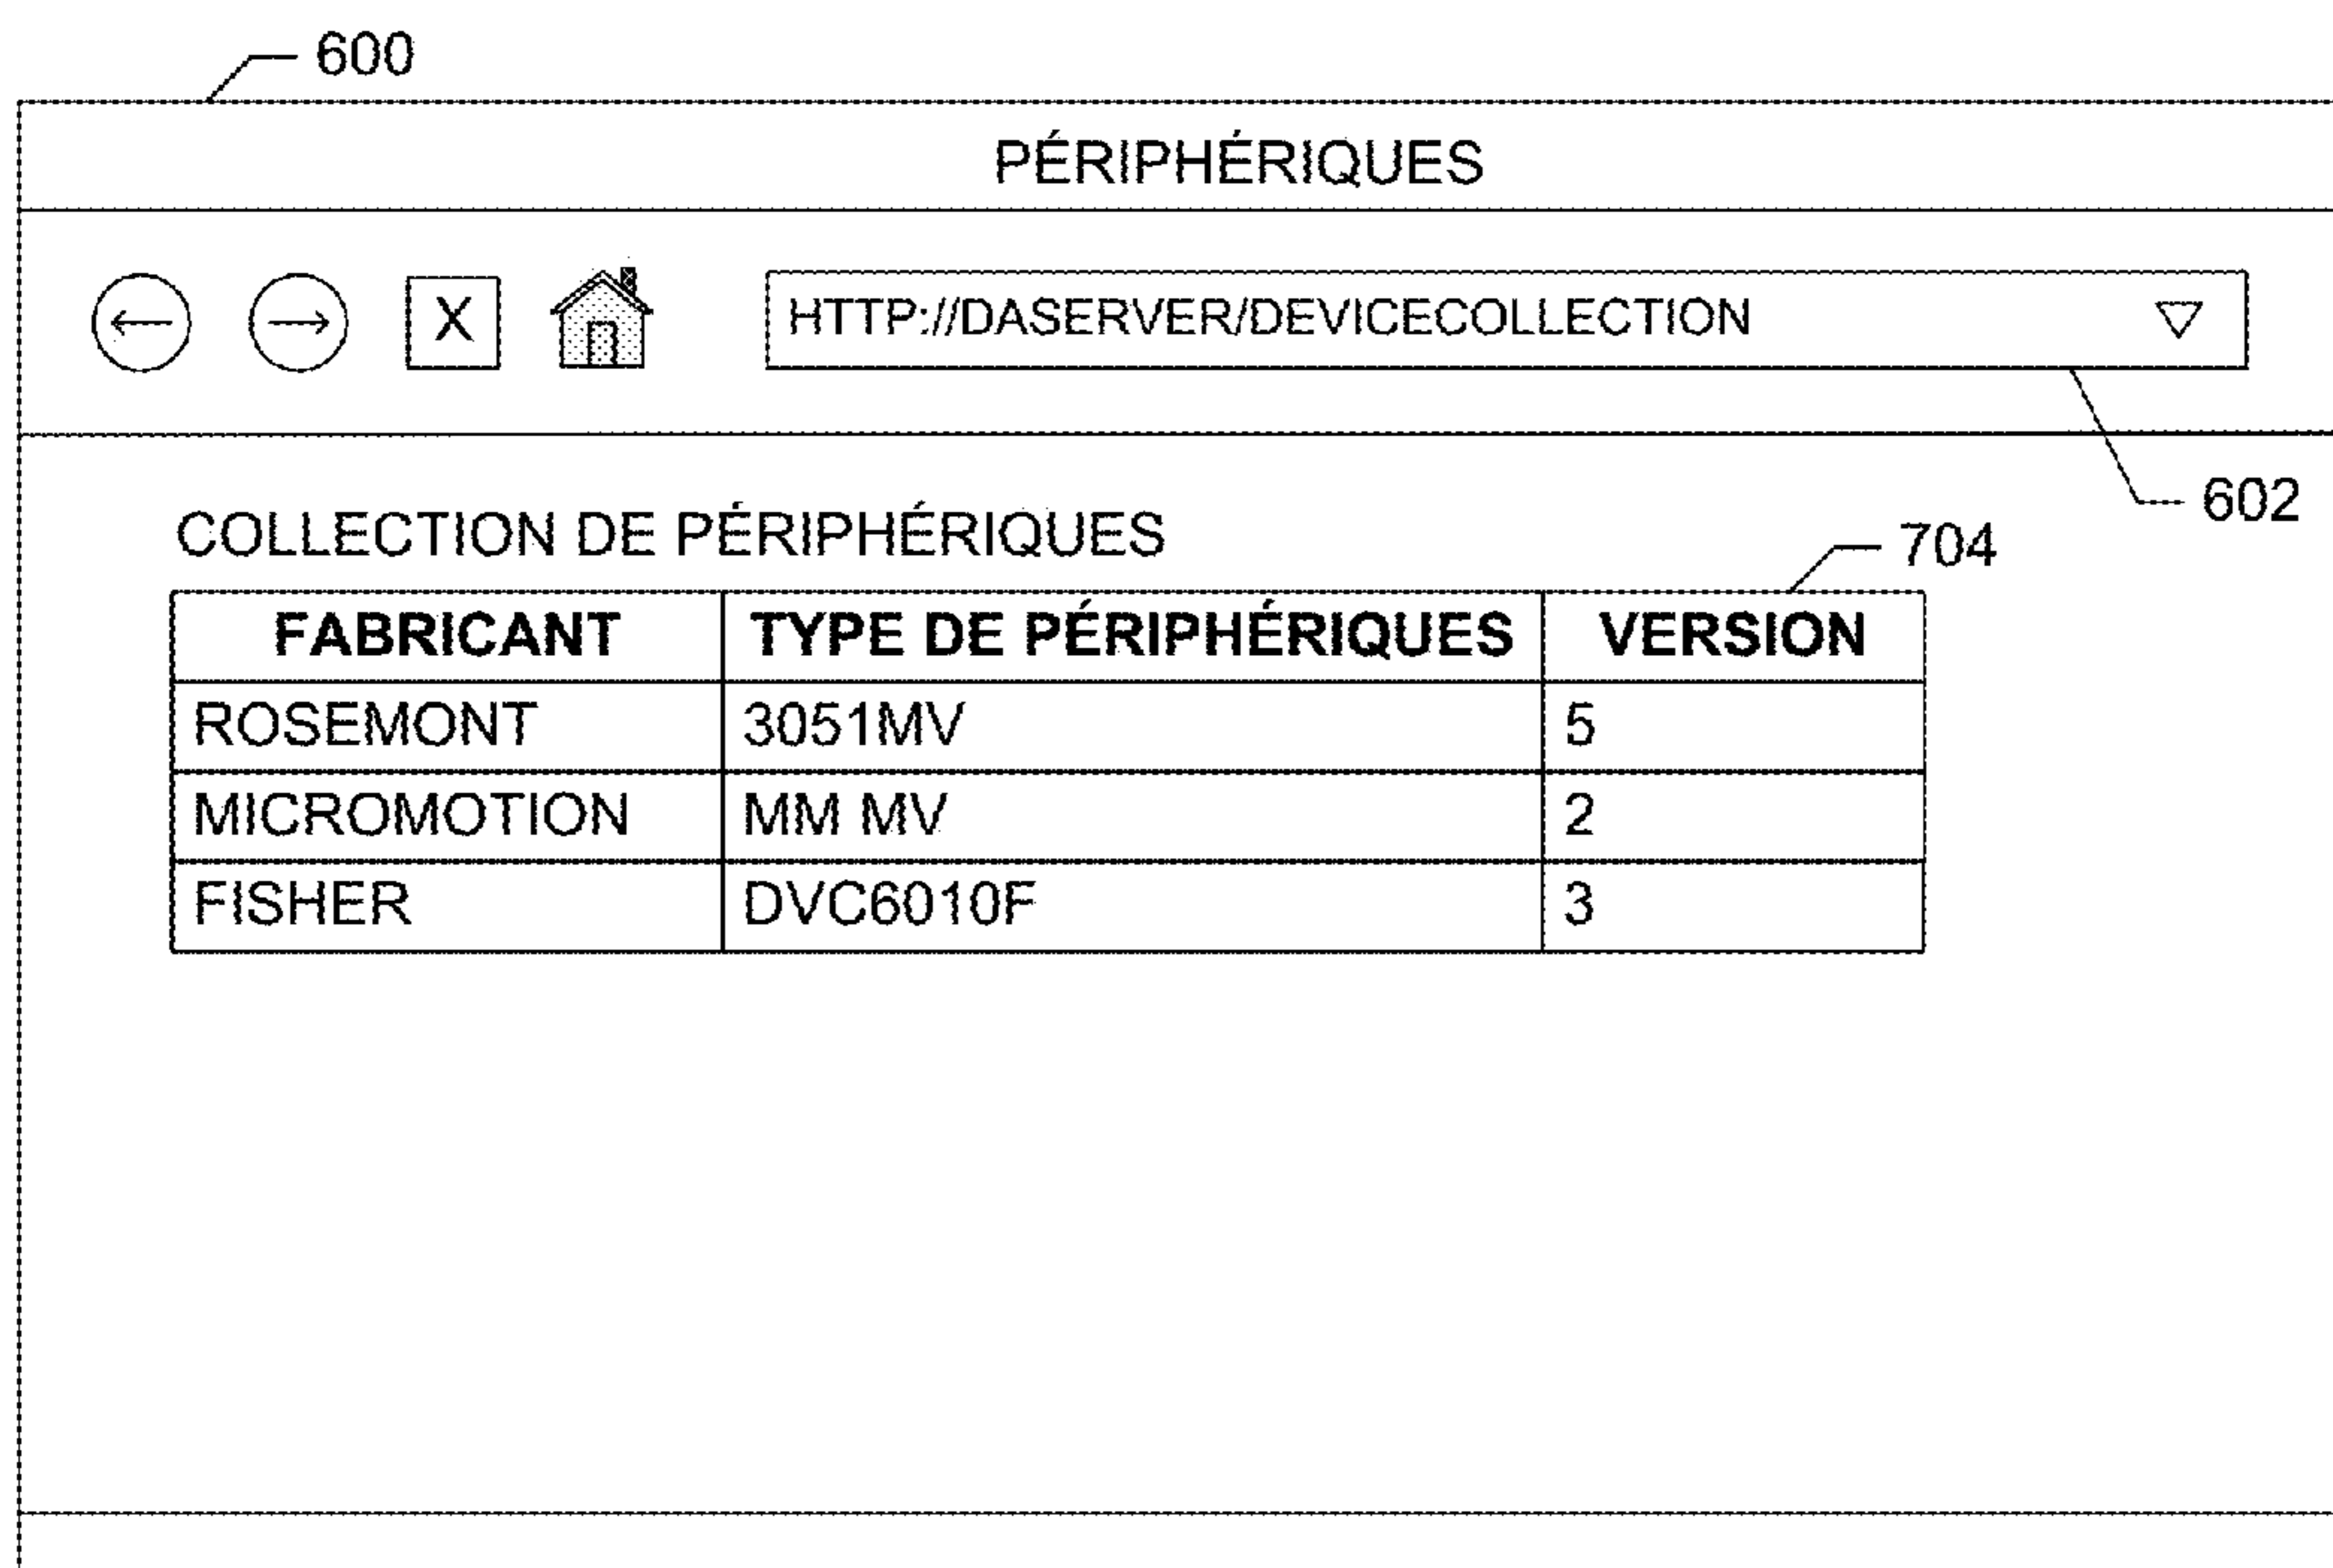 600
PÉRIPHÉRIQUES
X
HTTP://DASERVER/DEVICECOLLECTION
602
COLLECTION DE PÉRIPHÉRIQUES
704
FABRICANT TYPE DE PÉRIPHÉRIQUES VERSION
ROSEMONT 3051MV 5
MICROMOTION MM MV 2
FISHER DVC6010F 3